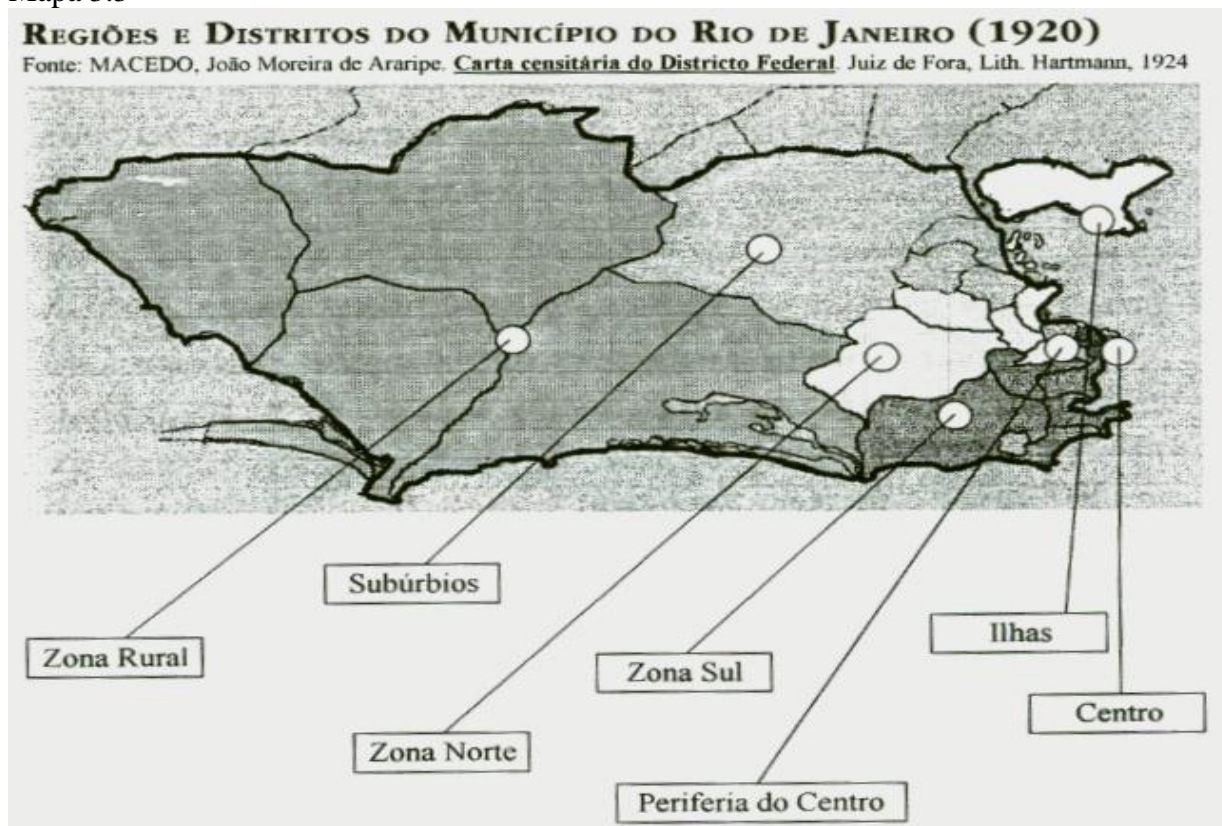 REGIÕES E DISTRITOS DO MUNICÍPIO DO RIO DE JANEIRO (1920)
Fonte: MACEDO, João Moreira de Araripe. Carta censitária do Districto Federal. Juiz de Fora, Lith. Hartmann, 1924
Subúrbios
Ilhas
Zona Rural
Zona Sul
Centro
Zona Norte
Periferia do Centro